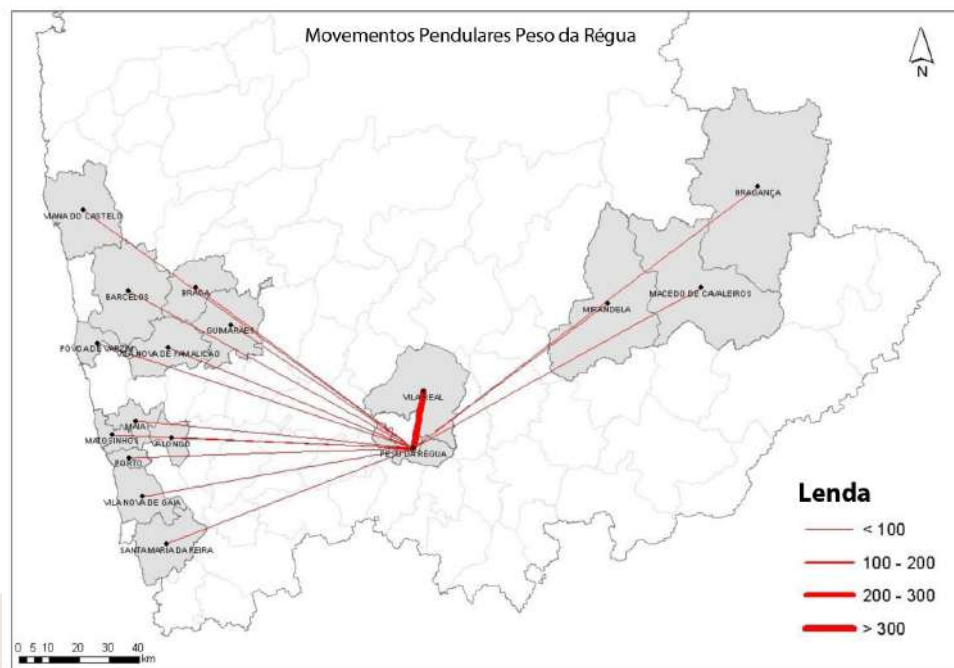 Movementos Pendulares Peso da Régua
N
BRAGANÇA
VIANA DO CASTELO
BARCELOS
BRAGA
MACEDO DE CAVALEIROS
MIRANDELA
GUIMARÃES
POVOA DE VARZIM
VILA NOVA DE FAMALICAO
VILA REAL
MAIA
MATOSINHOS
VALONGO
PESO DA RÉGUA
PORTO
VILA NOVA DE GAIA
SANTA MARIA DA FEIRA
Lenda
< 100
100 - 200
200 - 300
> 300
0 5 10 20 30 40
km